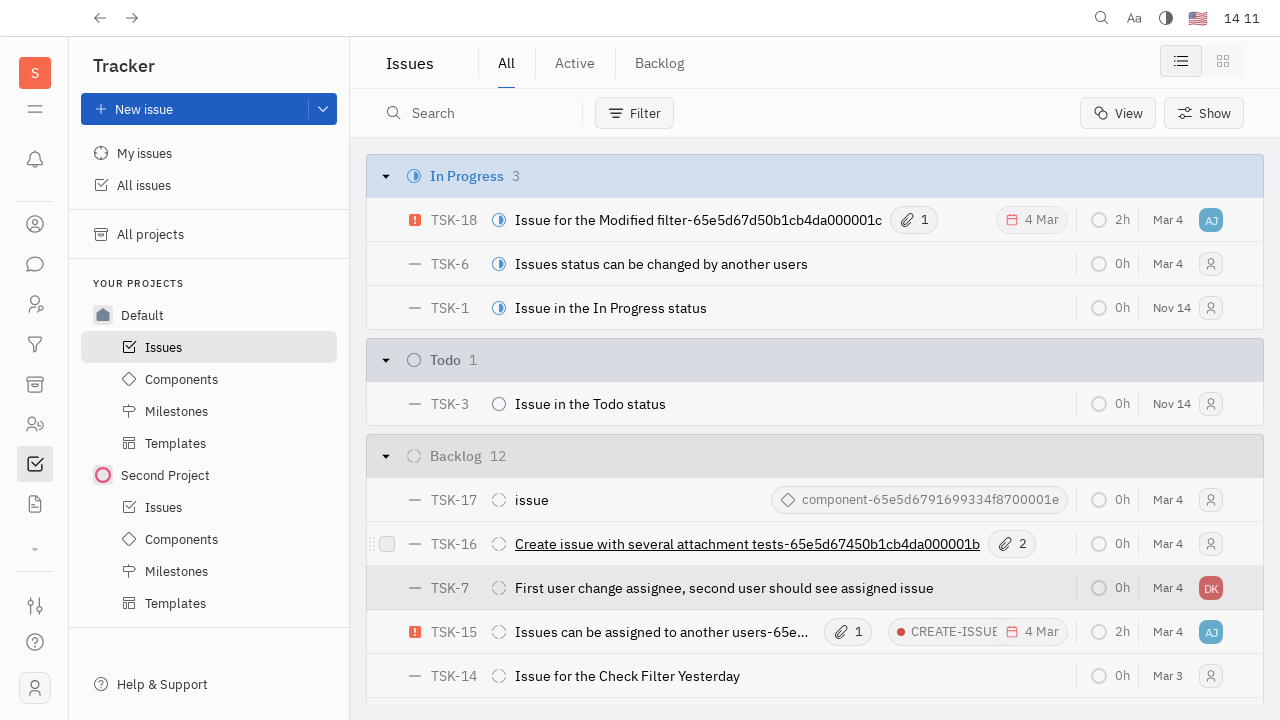 Aa 14 11
S
Tracker
New issue
My issues
All issues
All projects
YOUR PROJECTS
Default
Issues
Components
Milestones
Templates
Second Project
Issues
Components
Milestones
Templates
Help & Support
Issues All Active Backlog
Search Filter View Show
In Progress 3
TSK-18 Issue for the Modified filter-65e5d67d50b1cb4da000001c 1 4 Mar 2h Mar 4 AJ
TSK-6 Issues status can be changed by another users 0h Mar 4
TSK-1 Issue in the In Progress status 0h Nov 14
Todo 1
TSK-3 Issue in the Todo status 0h Nov 14
Backlog 12
TSK-17 issue component-65e5d6791699334f8700001e 0h Mar 4
TSK-16 Create issue with several attachment tests-65e5d67450b1cb4da000001b 2 0h Mar 4
TSK-7 First user change assignee, second user should see assigned issue 0h Mar 4 DK
TSK-15 Issues can be assigned to another users-65e... 1 CREATE-ISSUE 4 Mar 2h Mar 4 AJ
TSK-14 Issue for the Check Filter Yesterday 0h Mar 3